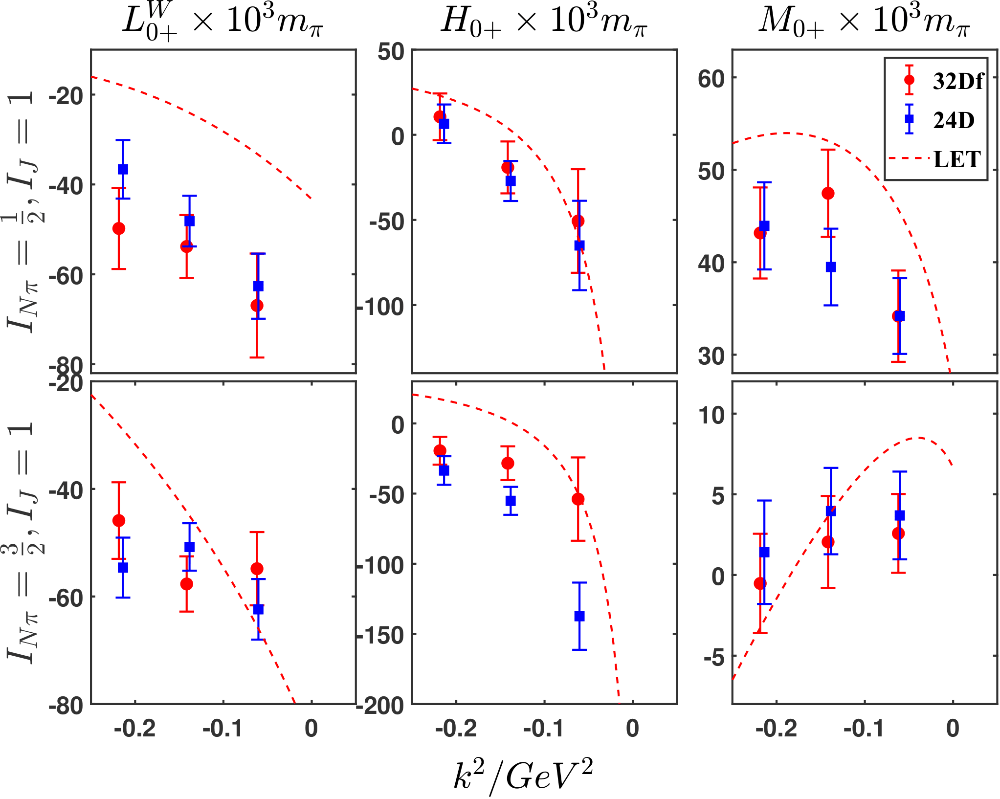 L_{0+}^W × 10^3 m_π
H_{0+} × 10^3 m_π
M_{0+} × 10^3 m_π
I_{Nπ} = 1/2, I_J = 1
-20
-40
-60
-80
50
0
-50
-100
60
50
40
30
32Df
24D
LET
I_{Nπ} = 3/2, I_J = 1
-20
-40
-60
-80
0
-50
-100
-150
-200
10
5
0
-5
-0.2 -0.1 0
-0.2 -0.1 0
-0.2 -0.1 0
k^2/GeV^2